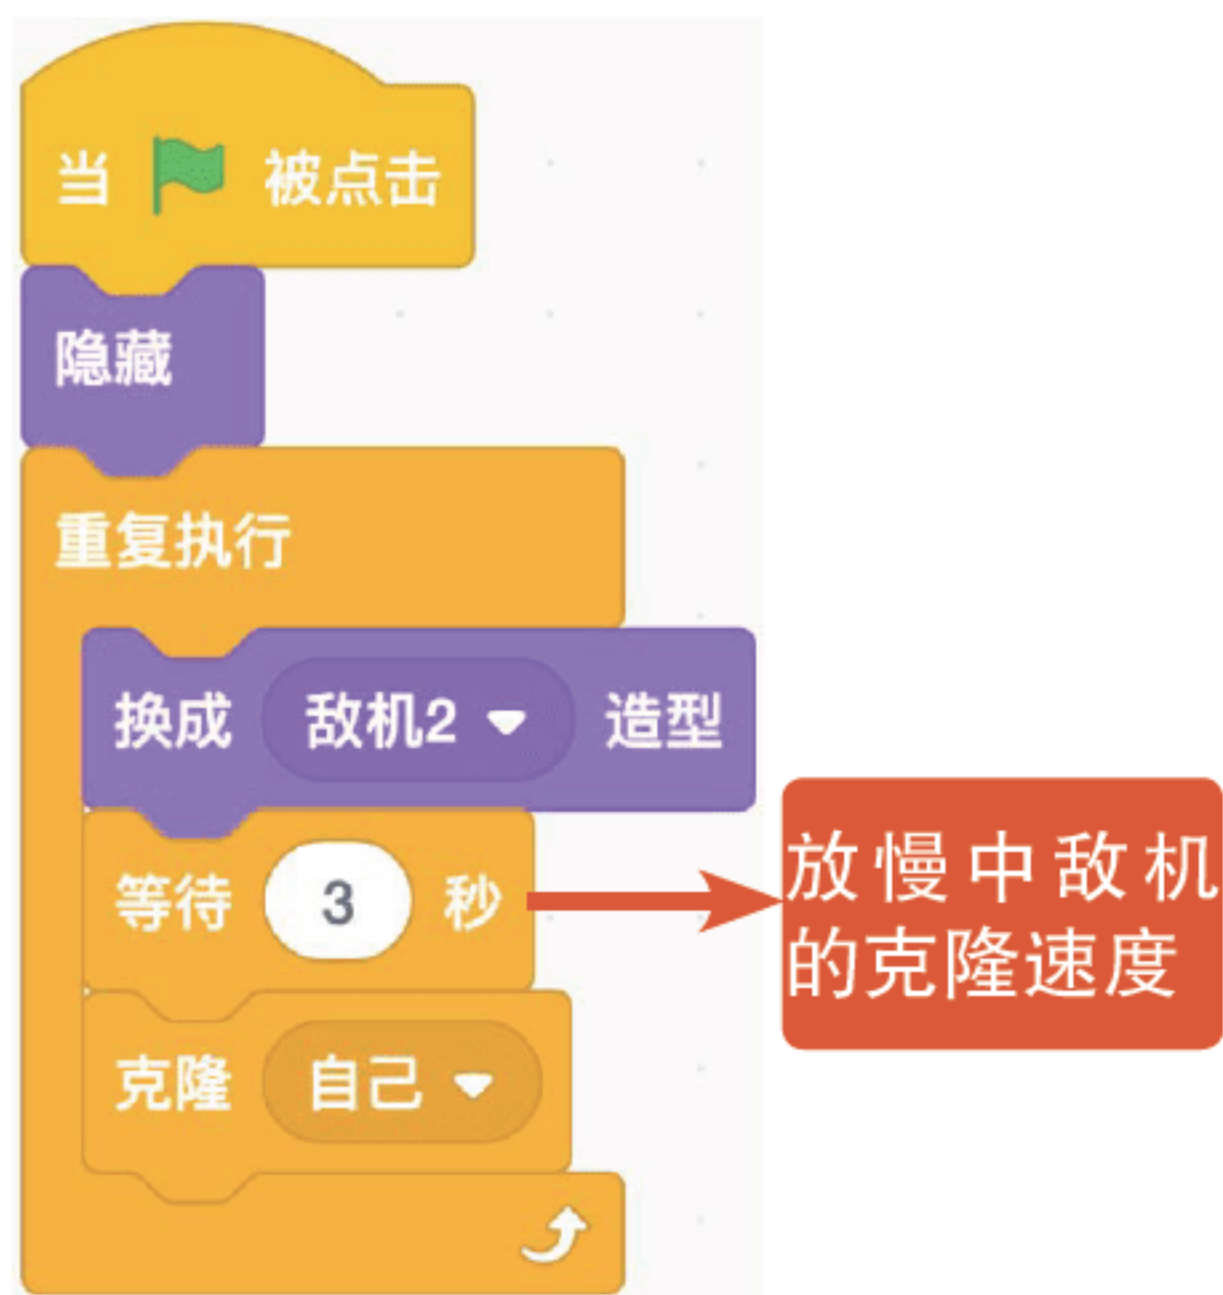 当 被点击
隐藏
重复执行
换成 敌机2 造型
等待 3 秒
放慢中敌机
的克隆速度
克隆 自己